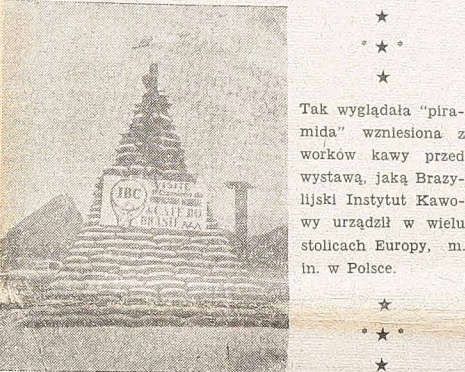 IBC
VISITE
CAFÉ DO
BRASIL
Tak wyglądała “pira-
mida” wzniesiona z
worków kawy przed
wystawą, jaką Brazy-
lijski Instytut Kawo-
wy urządził w wielu
stolicach Europy, m.
in. w Polsce.